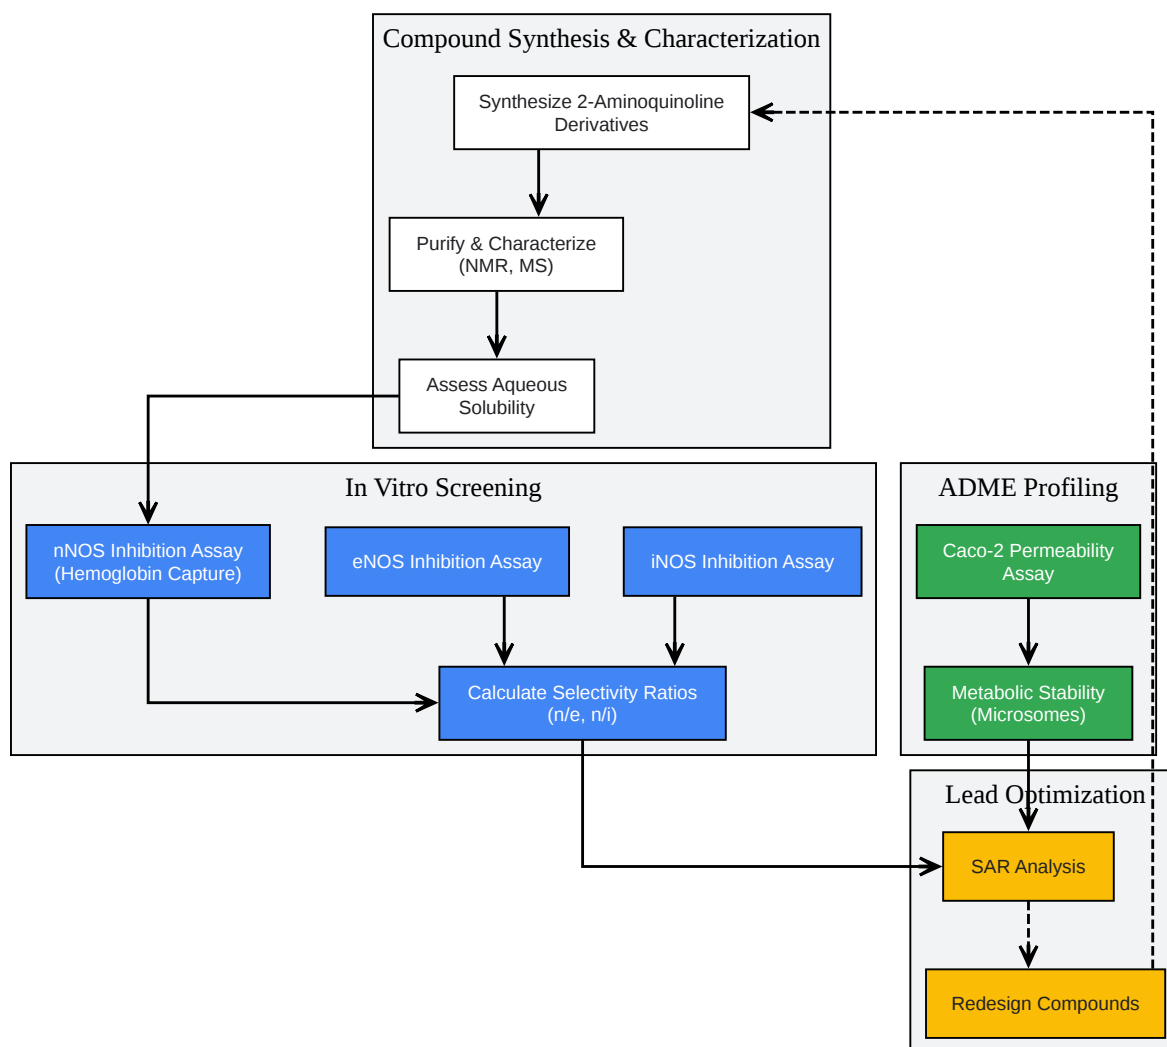 Compound Synthesis & Characterization
Synthesize 2-Aminoquinoline
Derivatives
Purify & Characterize
(NMR, MS)
Assess Aqueous
Solubility
In Vitro Screening
nNOS Inhibition Assay
(Hemoglobin Capture)
eNOS Inhibition Assay
iNOS Inhibition Assay
Calculate Selectivity Ratios
(n/e, n/i)
ADME Profiling
Caco-2 Permeability
Assay
Metabolic Stability
(Microsomes)
Lead Optimization
SAR Analysis
Redesign Compounds